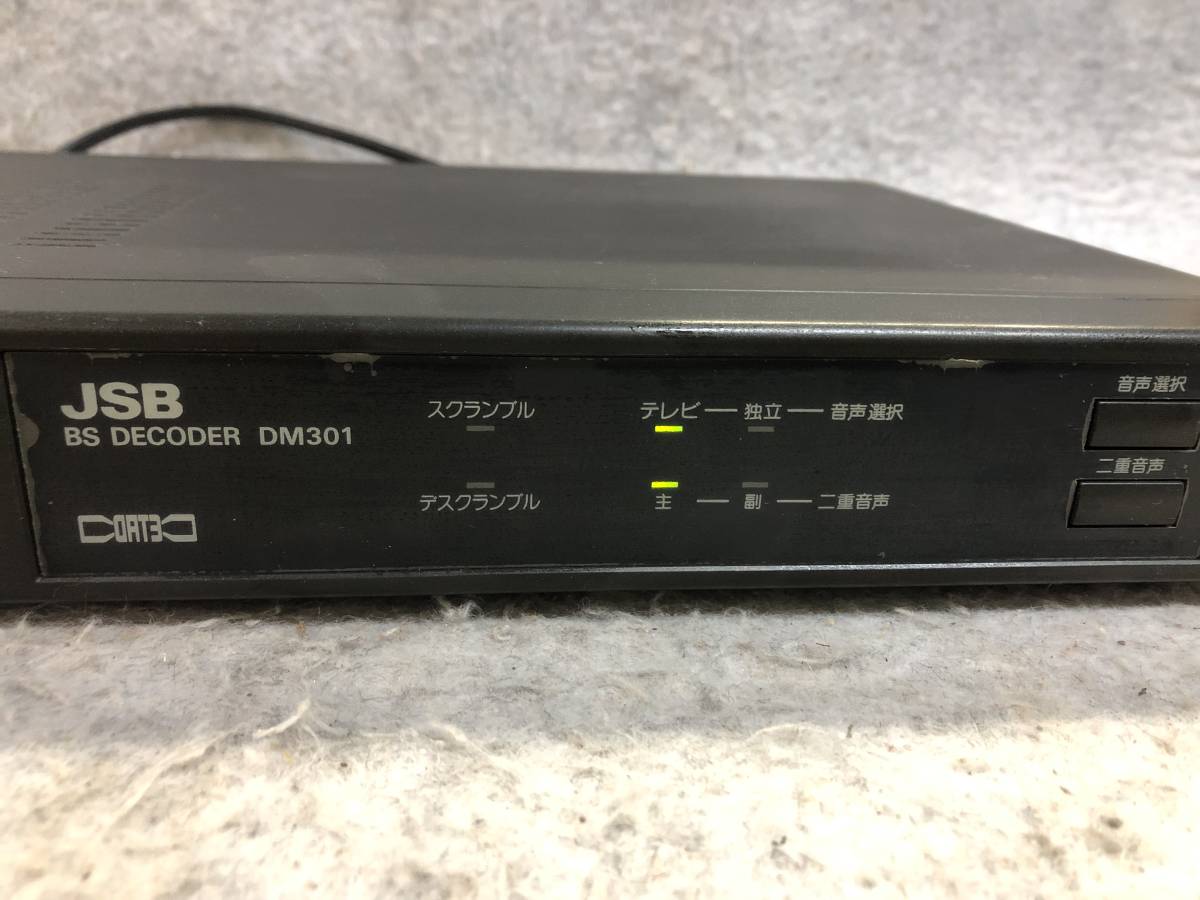 JSB
BS DECODER DM301
スクランブル
デスクランブル
テレビ — 独立 — 音声選択
主 — 副 — 二重音声
音声選択
二重音声